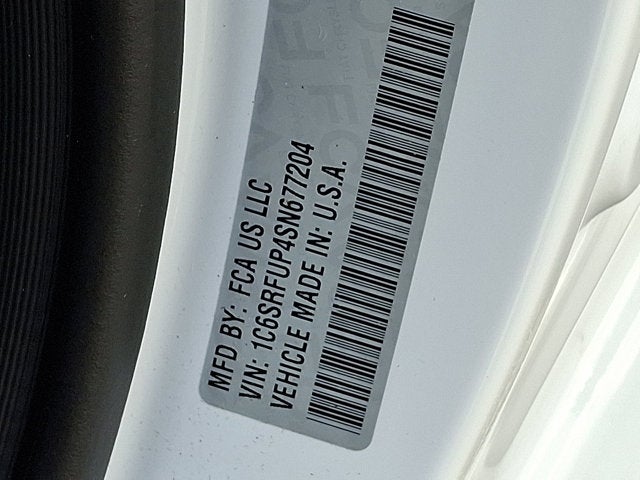 MFD BY: FCA US LLC
VIN: 1C6SRFUP4SN677204
VEHICLE MADE IN: U.S.A.